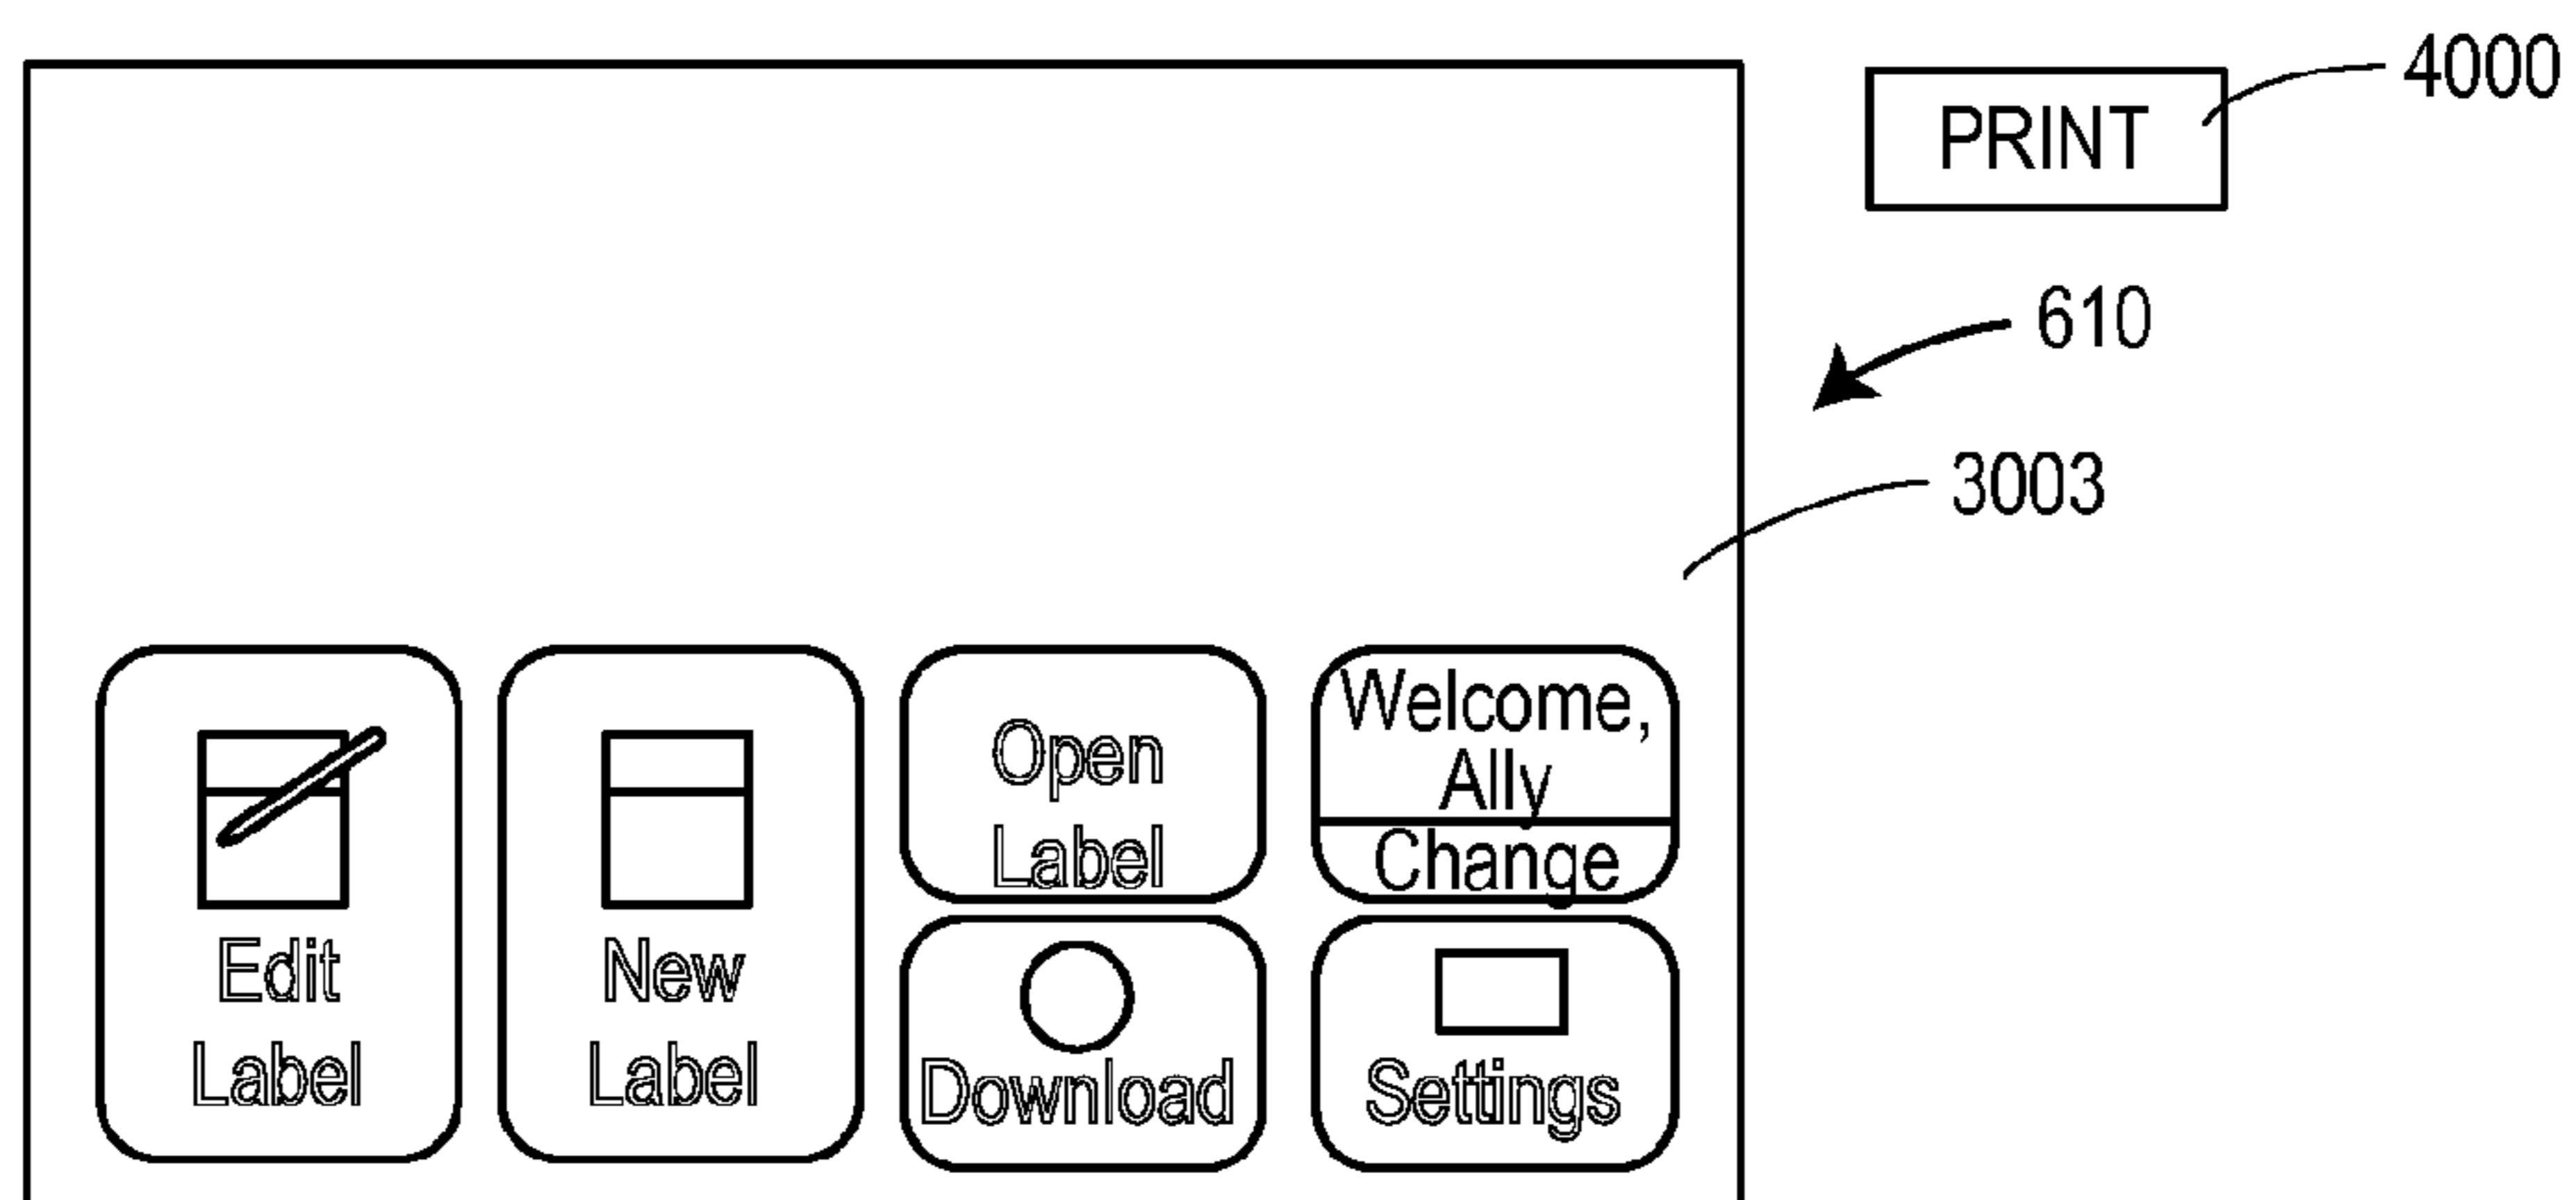 4000
PRINT
610
3003
Edit
Label
New
Label
Open
Label
Welcome,
Ally
Change
Download
Settings